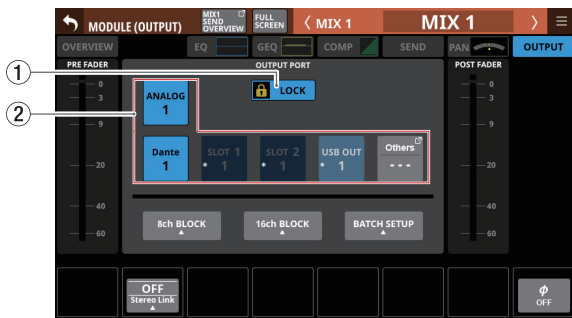 MODULE (OUTPUT)
MIX1
SEND
OVERVIEW
FULL
SCREEN
MIX 1
MIX 1
OVERVIEW
EQ
GEQ
COMP
SEND
PAN
OUTPUT
PRE FADER
OUTPUT PORT
POST FADER
①
LOCK
0
3
9
20
40
60
②
ANALOG
1
Dante
1
SLOT 1
* 1
SLOT 2
* 1
USB OUT
* 1
Others
---
0
3
9
20
40
60
8ch BLOCK
16ch BLOCK
BATCH SETUP
OFF
Stereo Link
Φ
OFF